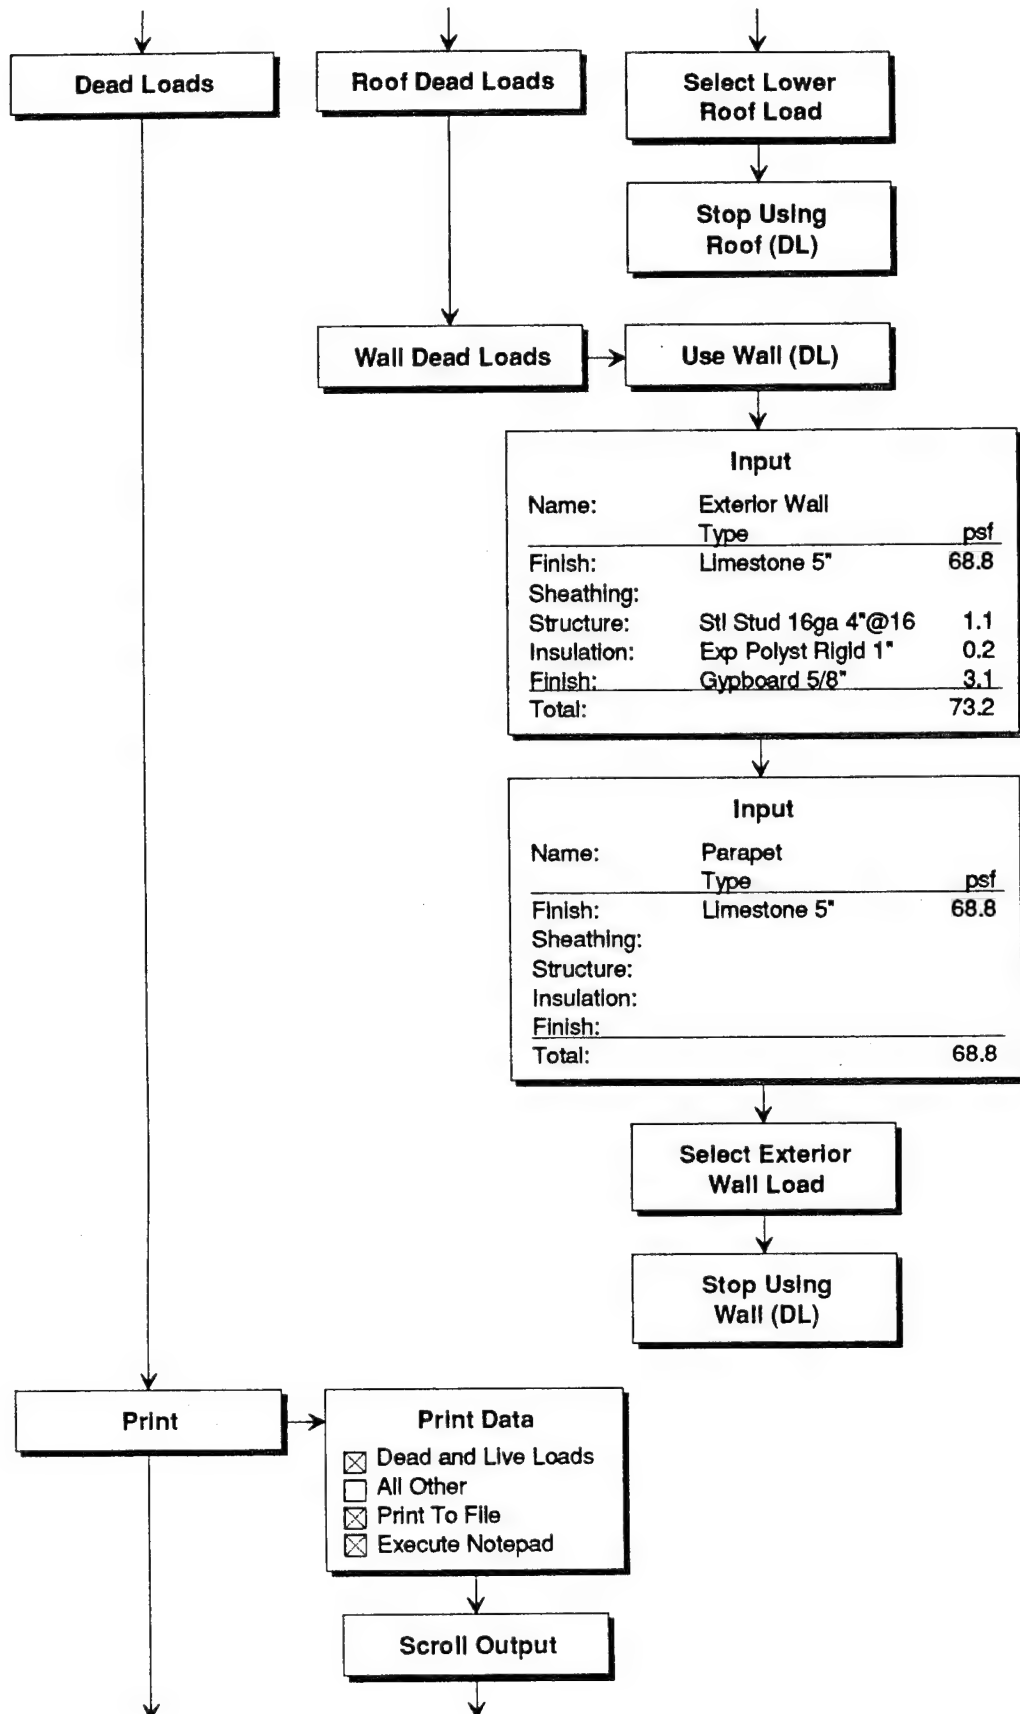 Dead Loads
Roof Dead Loads
Select Lower
Roof Load
Stop Using
Roof (DL)
Wall Dead Loads
Use Wall (DL)
Input
Name: Exterior Wall
Type psf
Finish: Limestone 5" 68.8
Sheathing:
Structure: Stl Stud 16ga 4"@16 1.1
Insulation: Exp Polyst Rigid 1" 0.2
Finish: Gypboard 5/8" 3.1
Total: 73.2
Input
Name: Parapet
Type psf
Finish: Limestone 5" 68.8
Sheathing:
Structure:
Insulation:
Finish:
Total: 68.8
Select Exterior
Wall Load
Stop Using
Wall (DL)
Print
Print Data
Dead and Live Loads
All Other
Print To File
Execute Notepad
Scroll Output